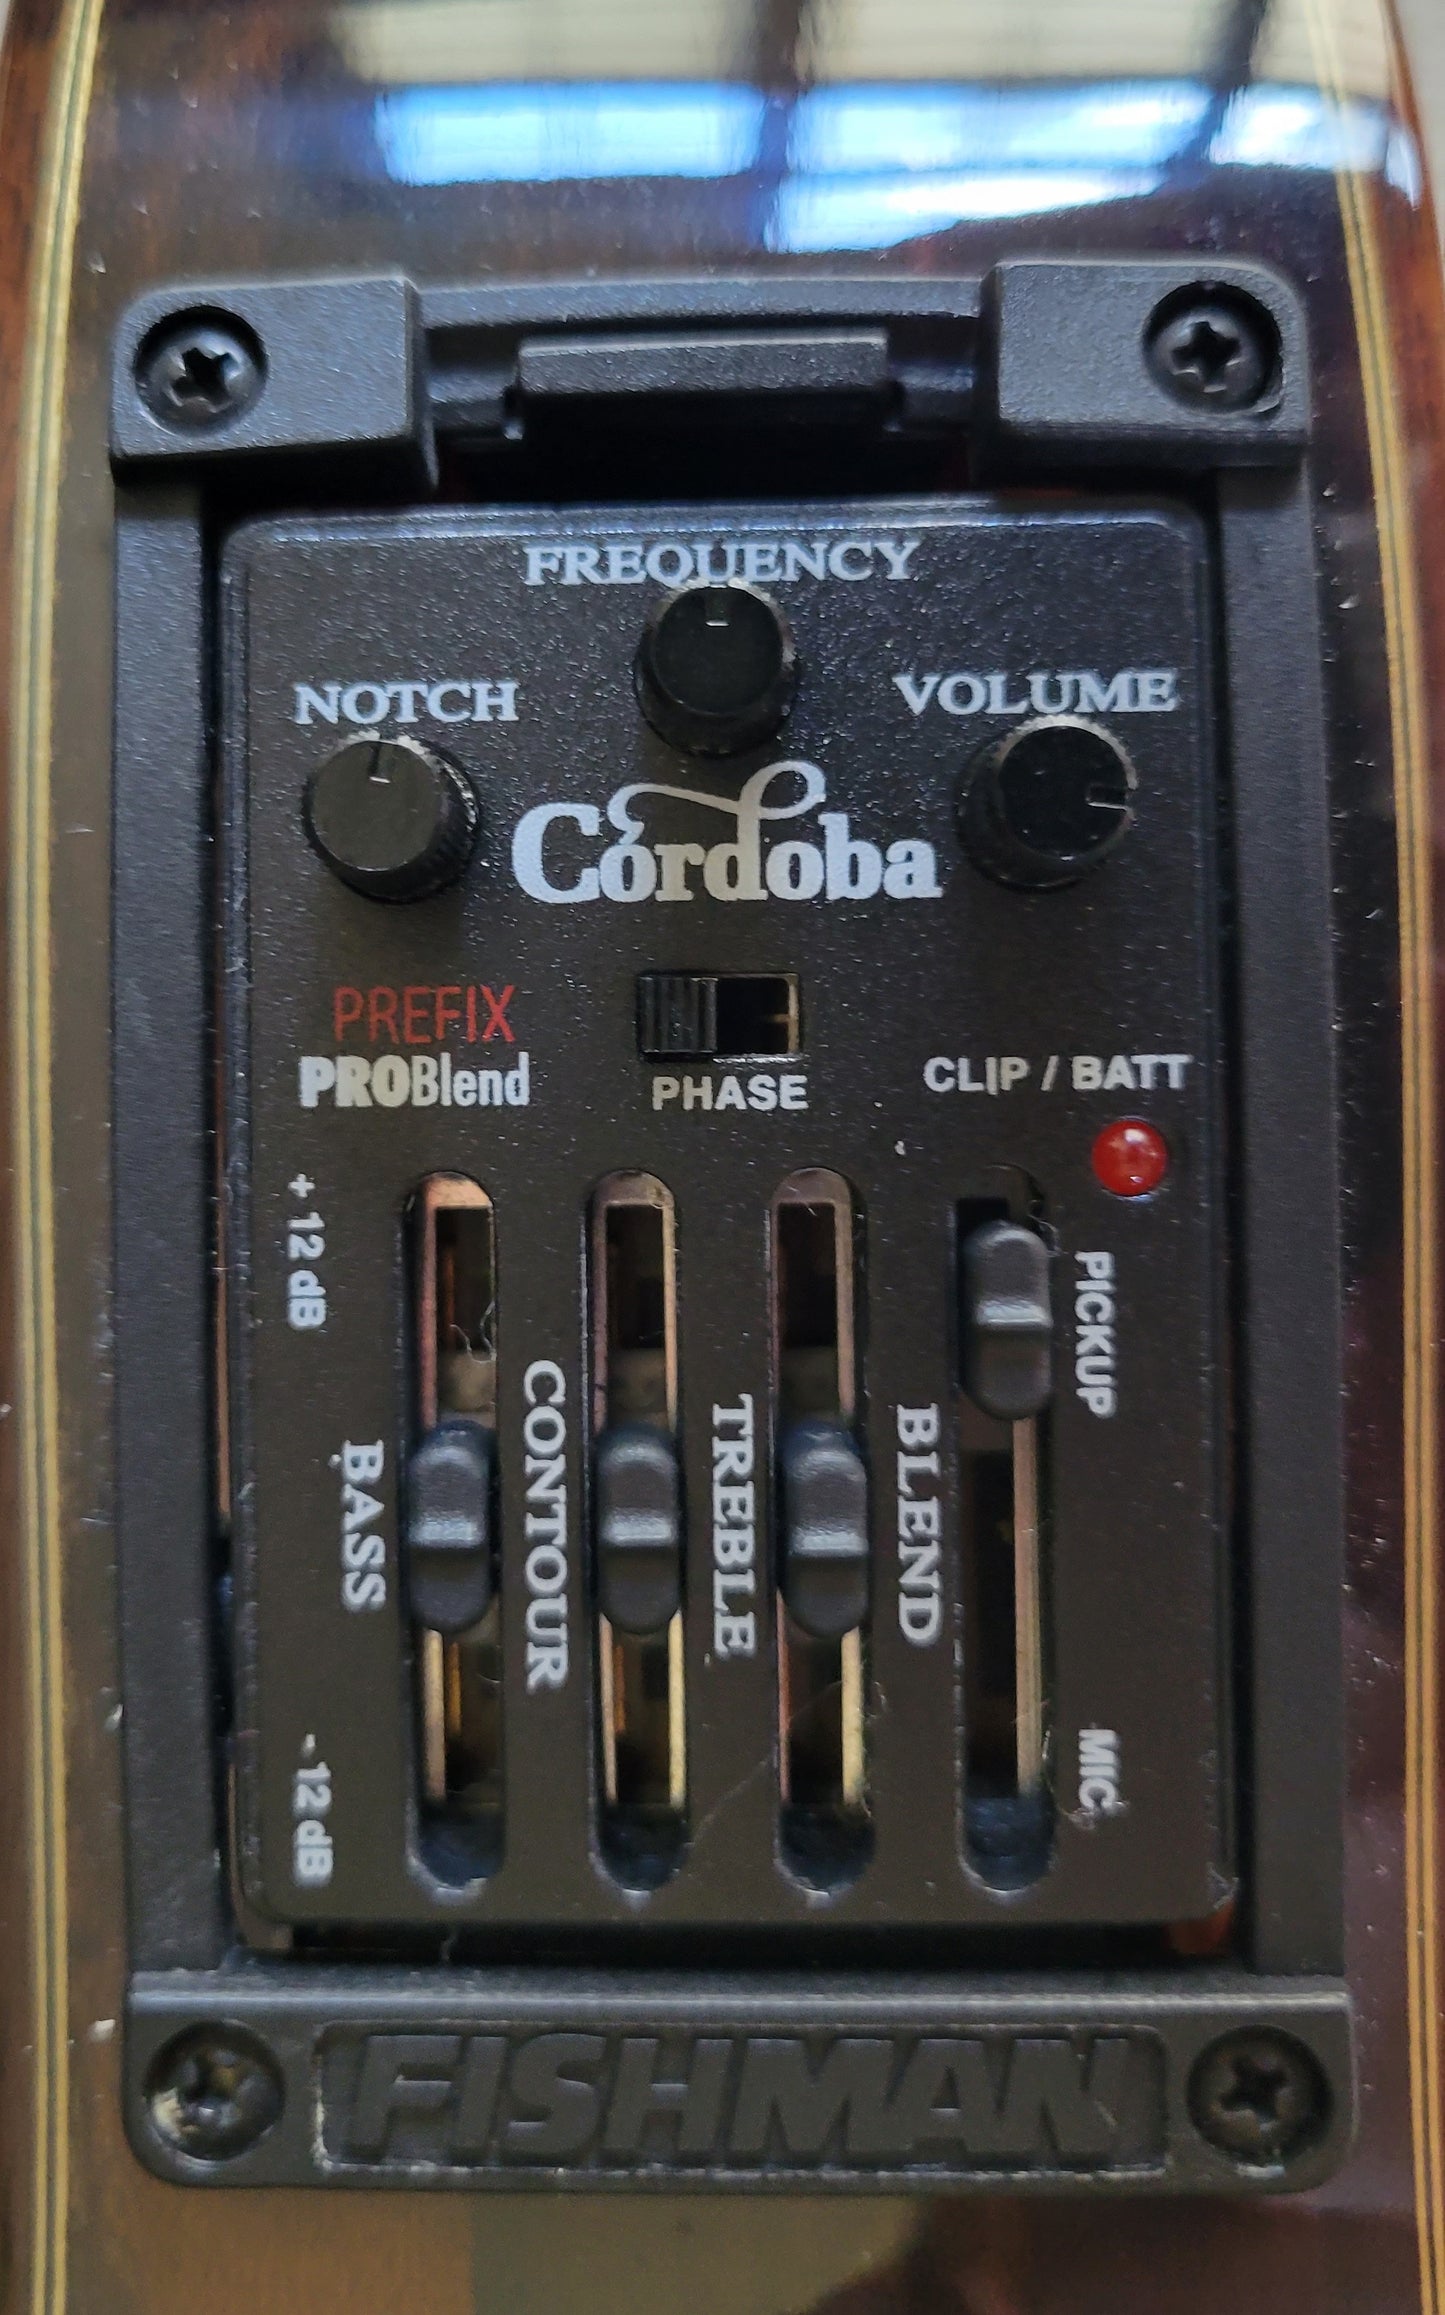 FREQUENCY
NOTCH
VOLUME
Córdoba
PREFIX
PROBlend
PHASE
CLIP / BATT
+ 12 dB
BASS
CONTOUR
TREBLE
BLEND
PICKUP
- 12 dB
MIC
FISHMAN